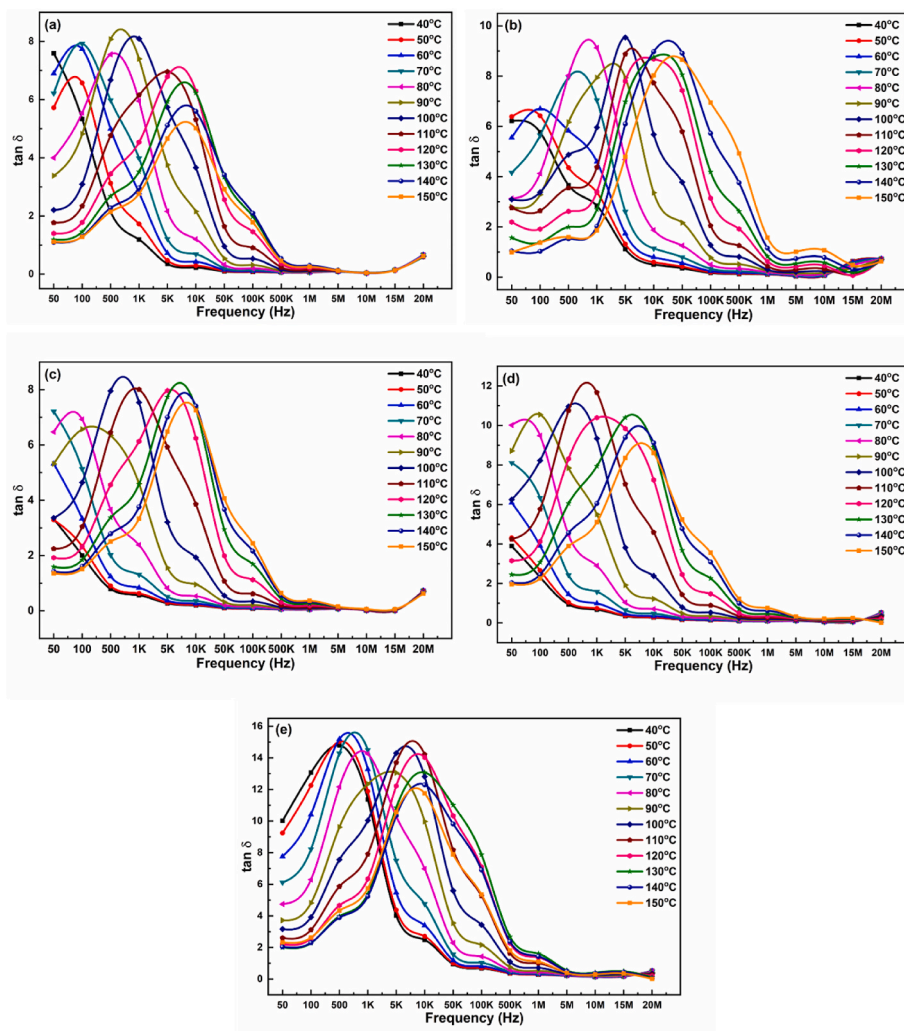 (a)
tan δ
8
6
4
2
0
50 100 500 1K 5K 10K 50K 100K 500K 1M 5M 10M 15M 20M
Frequency (Hz)
40°C
50°C
60°C
70°C
80°C
90°C
100°C
110°C
120°C
130°C
140°C
150°C
(b)
tan δ
10
8
6
4
2
0
50 100 500 1K 5K 10K 50K 100K 500K 1M 5M 10M 15M 20M
Frequency (Hz)
40°C
50°C
60°C
70°C
80°C
90°C
100°C
110°C
120°C
130°C
140°C
150°C
(c)
tan δ
8
6
4
2
0
50 100 500 1K 5K 10K 50K 100K 500K 1M 5M 10M 15M 20M
Frequency (Hz)
40°C
50°C
60°C
70°C
80°C
90°C
100°C
110°C
120°C
130°C
140°C
150°C
(d)
tan δ
12
10
8
6
4
2
0
50 100 500 1K 5K 10K 50K 100K 500K 1M 5M 10M 15M 20M
Frequency (Hz)
40°C
50°C
60°C
70°C
80°C
90°C
100°C
110°C
120°C
130°C
140°C
150°C
(e)
tan δ
16
14
12
10
8
6
4
2
0
50 100 500 1K 5K 10K 50K 100K 500K 1M 5M 10M 15M 20M
Frequency (Hz)
40°C
50°C
60°C
70°C
80°C
90°C
100°C
110°C
120°C
130°C
140°C
150°C